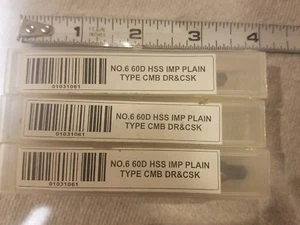 1
2
3
4
NO.6 60D HSS IMP PLAIN
TYPE CMB DR&CSK
01031061
NO.6 60D HSS IMP PLAIN
TYPE CMB DR&CSK
01031061
NO.6 60D HSS IMP PLAIN
TYPE CMB DR&CSK
01031061